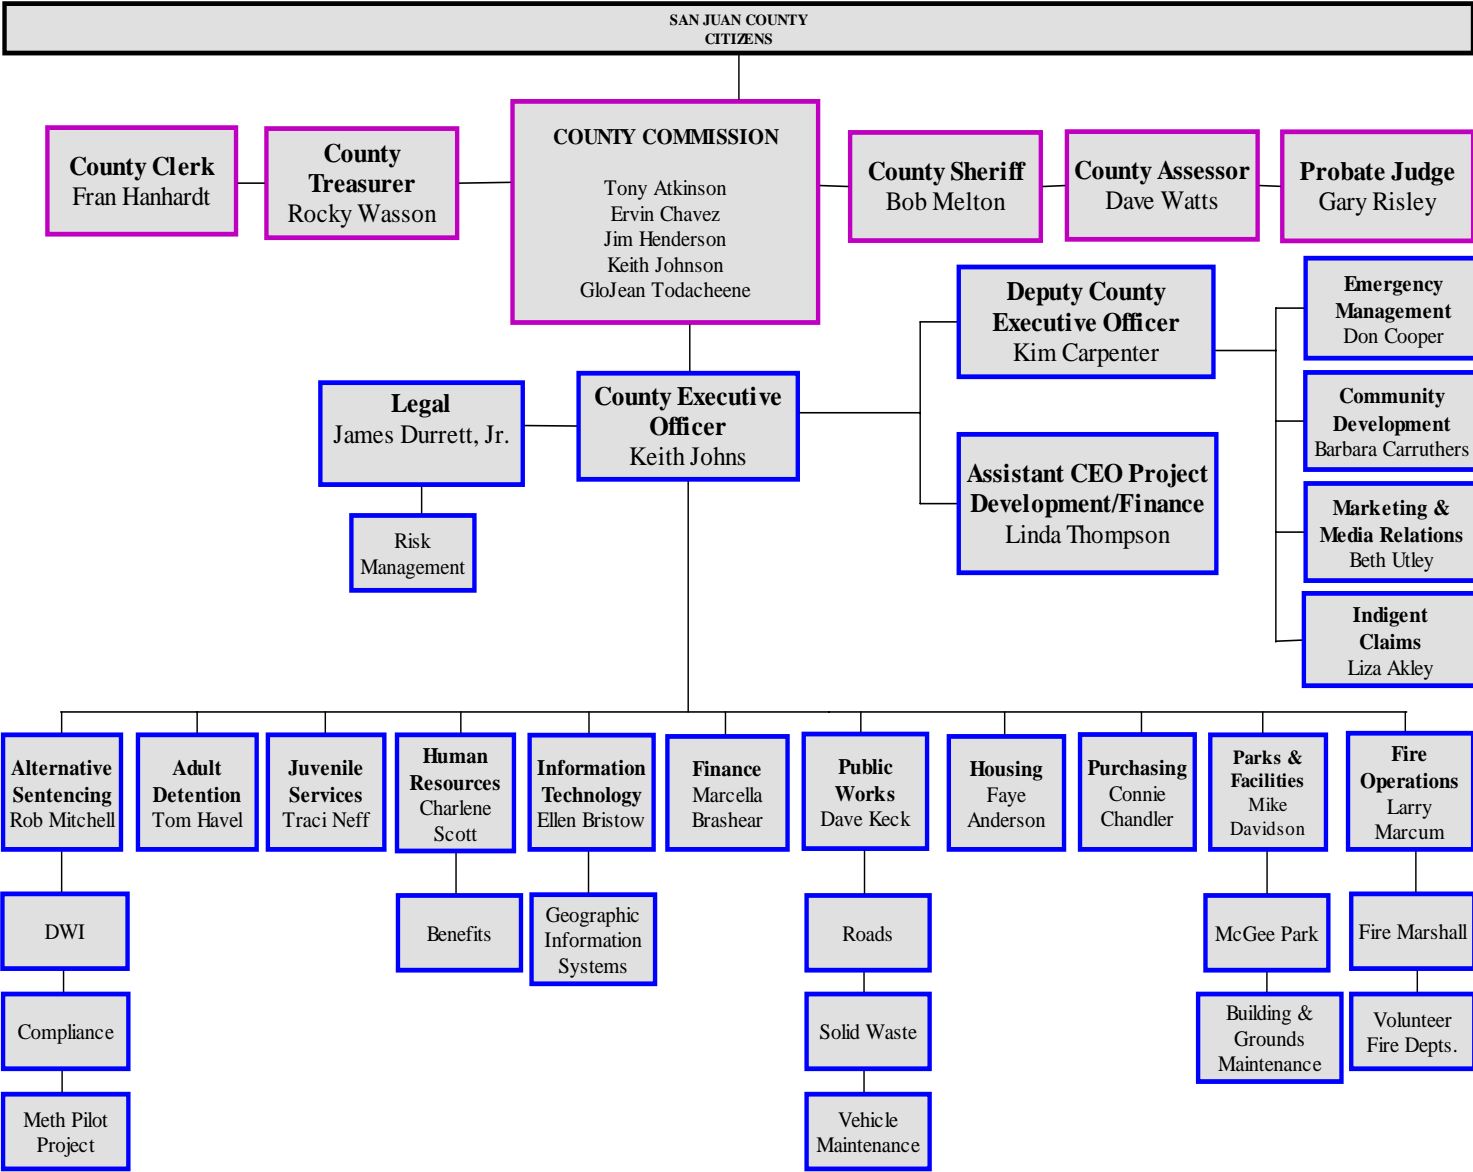 SAN JUAN COUNTY
CITIZENS
County Clerk
Fran Hanhardt
County
Treasurer
Rocky Wasson
COUNTY COMMISSION
Tony Atkinson
Ervin Chavez
Jim Henderson
Keith Johnson
GloJean Todacheene
County Sheriff
Bob Melton
County Assessor
Dave Watts
Probate Judge
Gary Risley
Legal
James Durrett, Jr.
Risk
Management
County Executive
Officer
Keith Johns
Deputy County
Executive Officer
Kim Carpenter
Assistant CEO Project
Development/Finance
Linda Thompson
Emergency
Management
Don Cooper
Community
Development
Barbara Carruthers
Marketing &
Media Relations
Beth Utley
Indigent
Claims
Liza Akley
Alternative
Sentencing
Rob Mitchell
DWI
Compliance
Meth Pilot
Project
Adult
Detention
Tom Havel
Juvenile
Services
Traci Neff
Human
Resources
Charlene
Scott
Benefits
Information
Technology
Ellen Bristow
Geographic
Information
Systems
Finance
Marcella
Brashear
Public
Works
Dave Keck
Roads
Solid Waste
Vehicle
Maintenance
Housing
Faye
Anderson
Purchasing
Connie
Chandler
Parks &
Facilities
Mike
Davidson
McGee Park
Building &
Grounds
Maintenance
Fire
Operations
Larry
Marcum
Fire Marshall
Volunteer
Fire Depts.